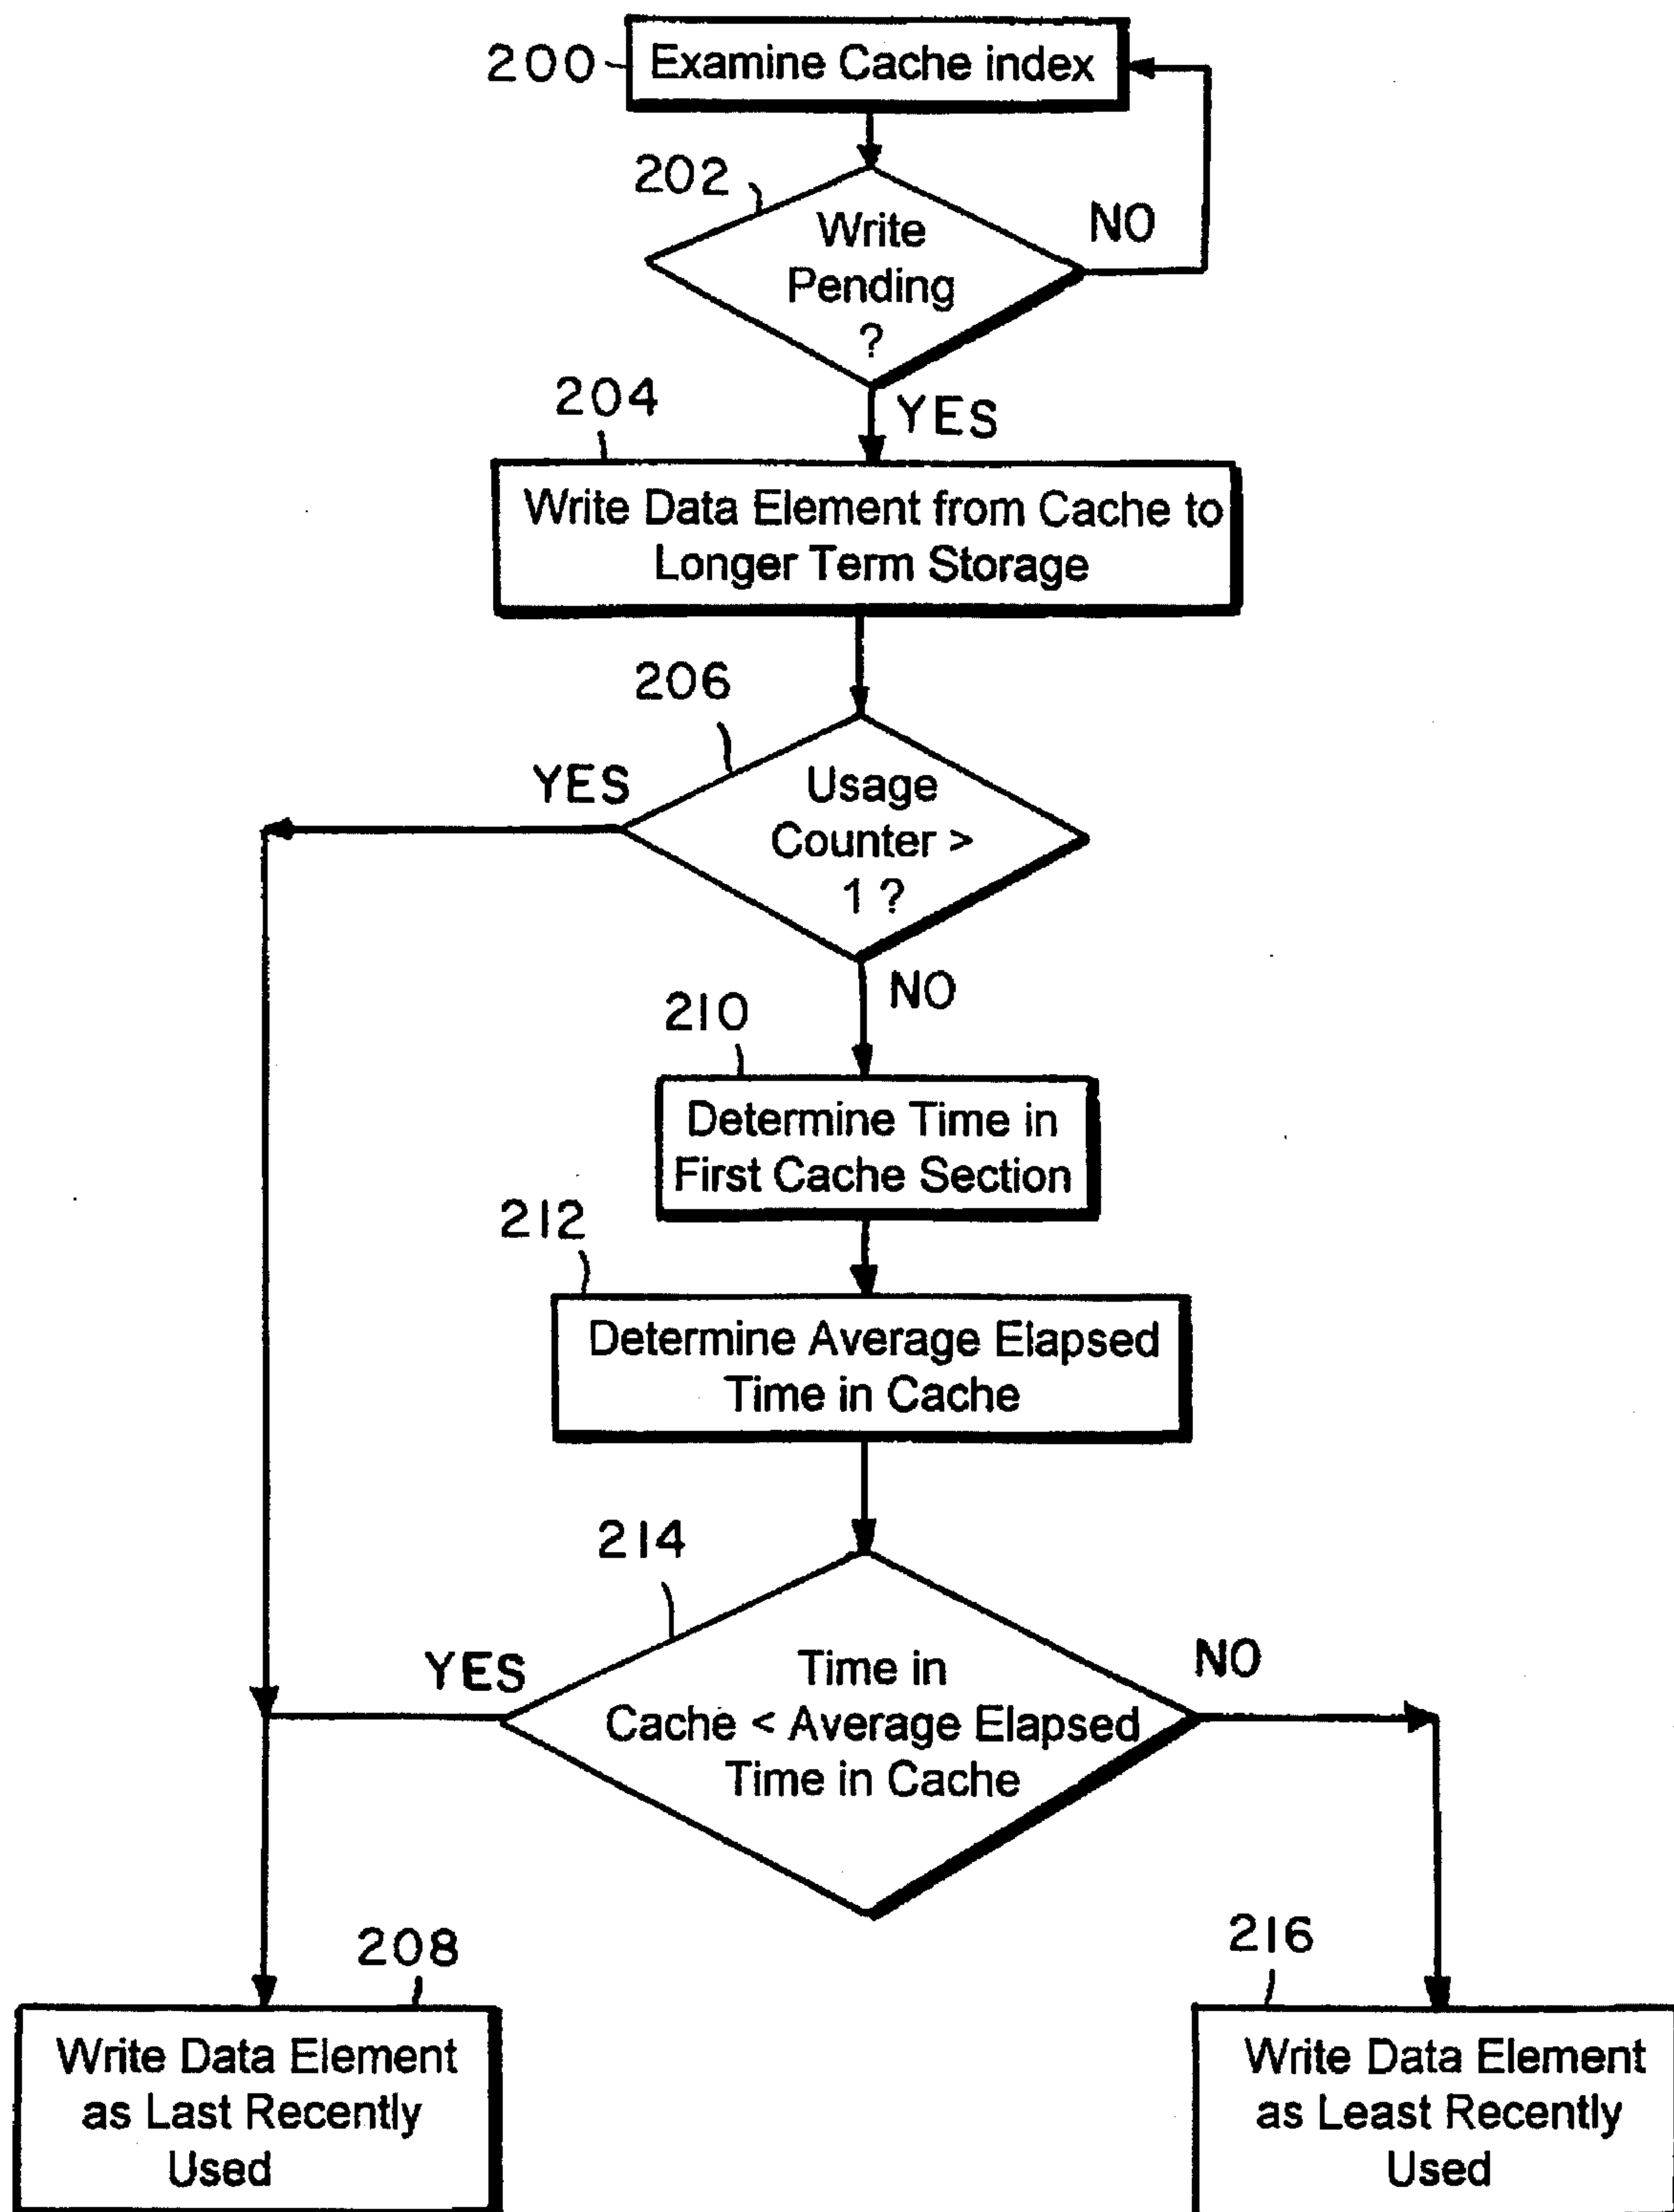 200
Examine Cache index
202
Write
Pending
?
NO
YES
204
Write Data Element from Cache to
Longer Term Storage
206
Usage
Counter >
1 ?
YES
NO
210
Determine Time in
First Cache Section
212
Determine Average Elapsed
Time in Cache
214
Time in
Cache < Average Elapsed
Time in Cache
YES
NO
208
Write Data Element
as Last Recently
Used
216
Write Data Element
as Least Recently
Used